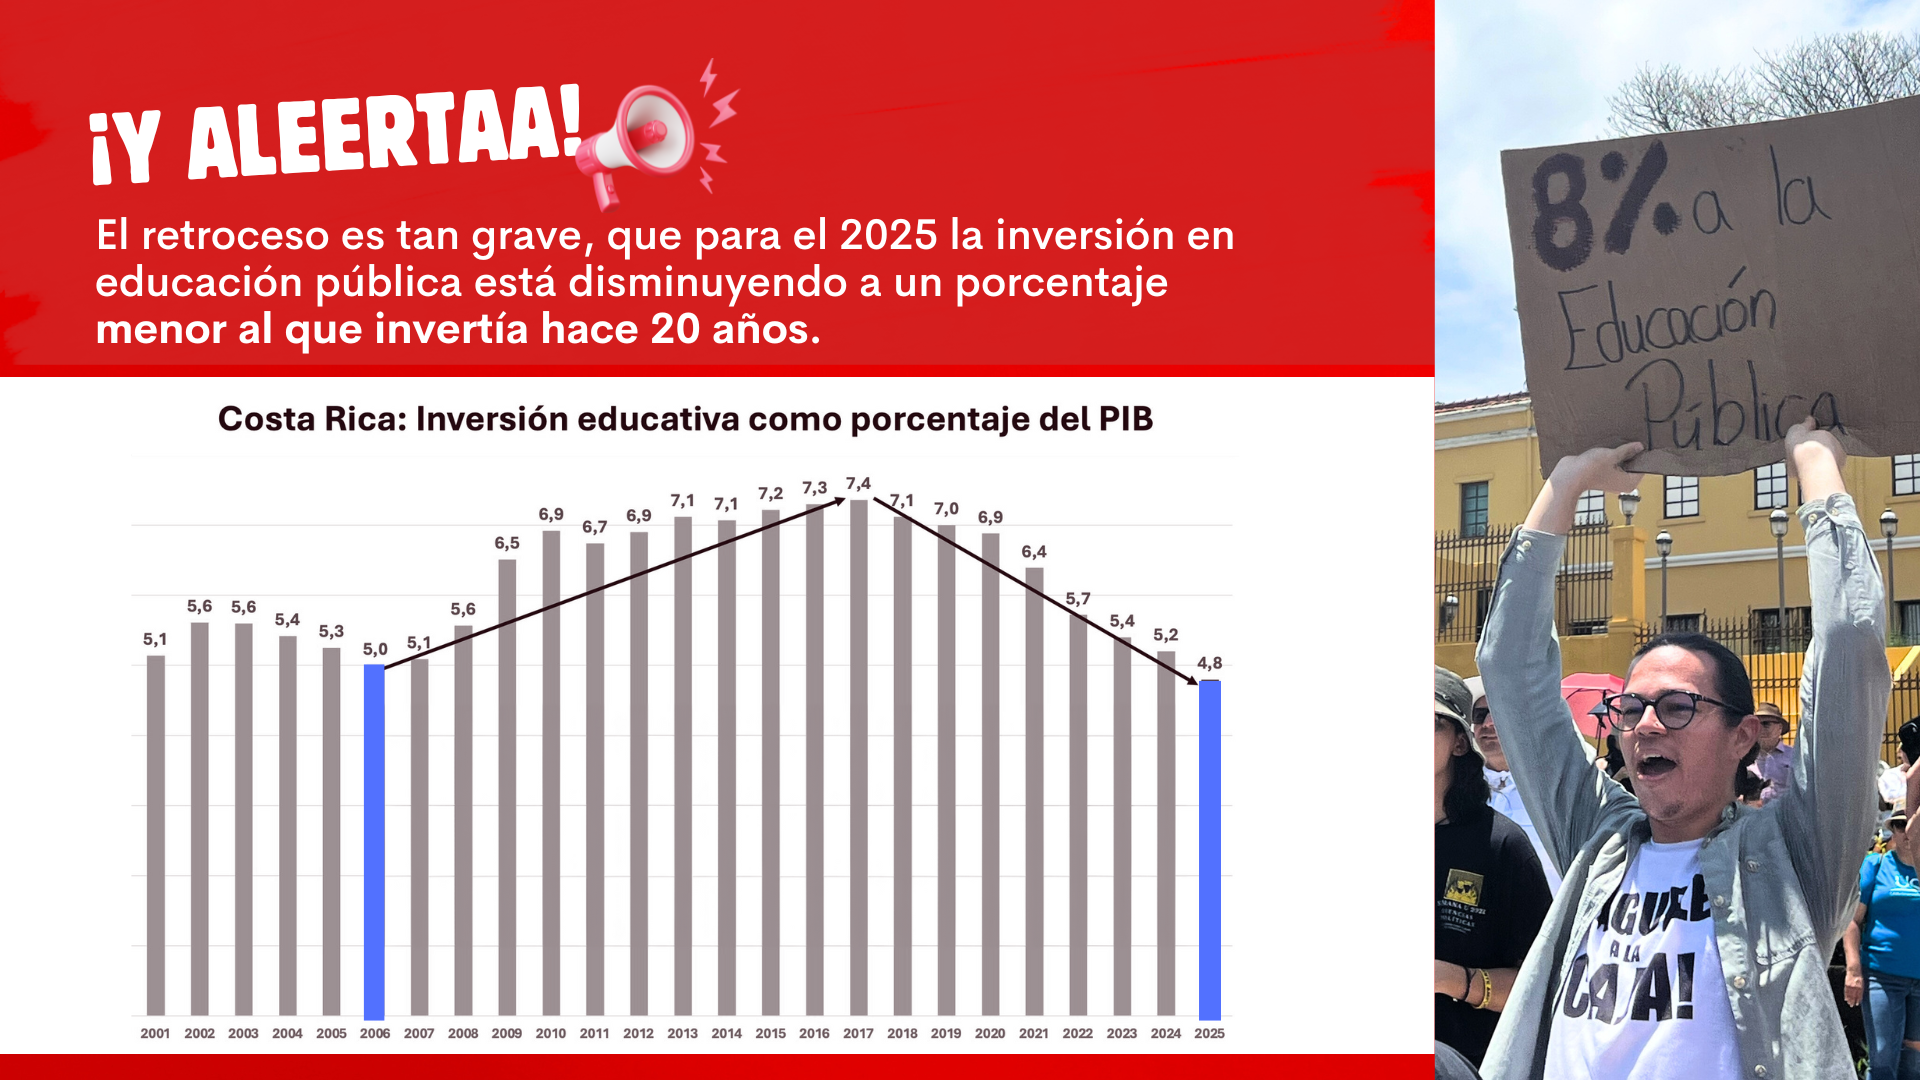 ¡Y ALEERTAA!
El retroceso es tan grave, que para el 2025 la inversión en
educación pública está disminuyendo a un porcentaje
menor al que invertía hace 20 años.
Costa Rica: Inversión educativa como porcentaje del PIB
5,1 5,6 5,6 5,4 5,3 5,0 5,1 5,6 6,5 6,9 6,7 6,9 7,1 7,1 7,2 7,3 7,4 7,1 7,0 6,9 6,4 5,7 5,4 5,2 4,8
2001 2002 2003 2004 2005 2006 2007 2008 2009 2010 2011 2012 2013 2014 2015 2016 2017 2018 2019 2020 2021 2022 2023 2024 2025
8% a la
Educación
Pública
A LA